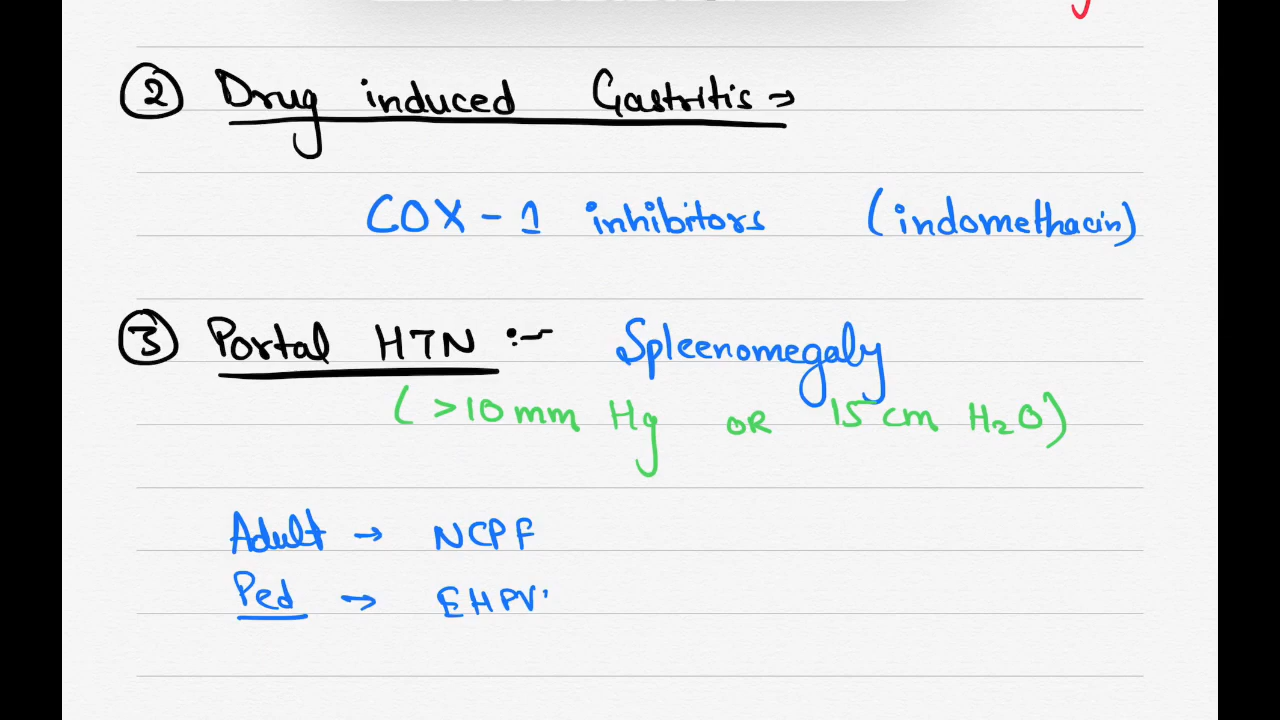 ② Drug induced Gastritis →
COX-1 inhibitors (indomethacin)
③ Portal HTN :- Spleenomegaly
(>10 mm Hg OR 15 cm H₂O)
Adult → NCPF
Ped → EHPV